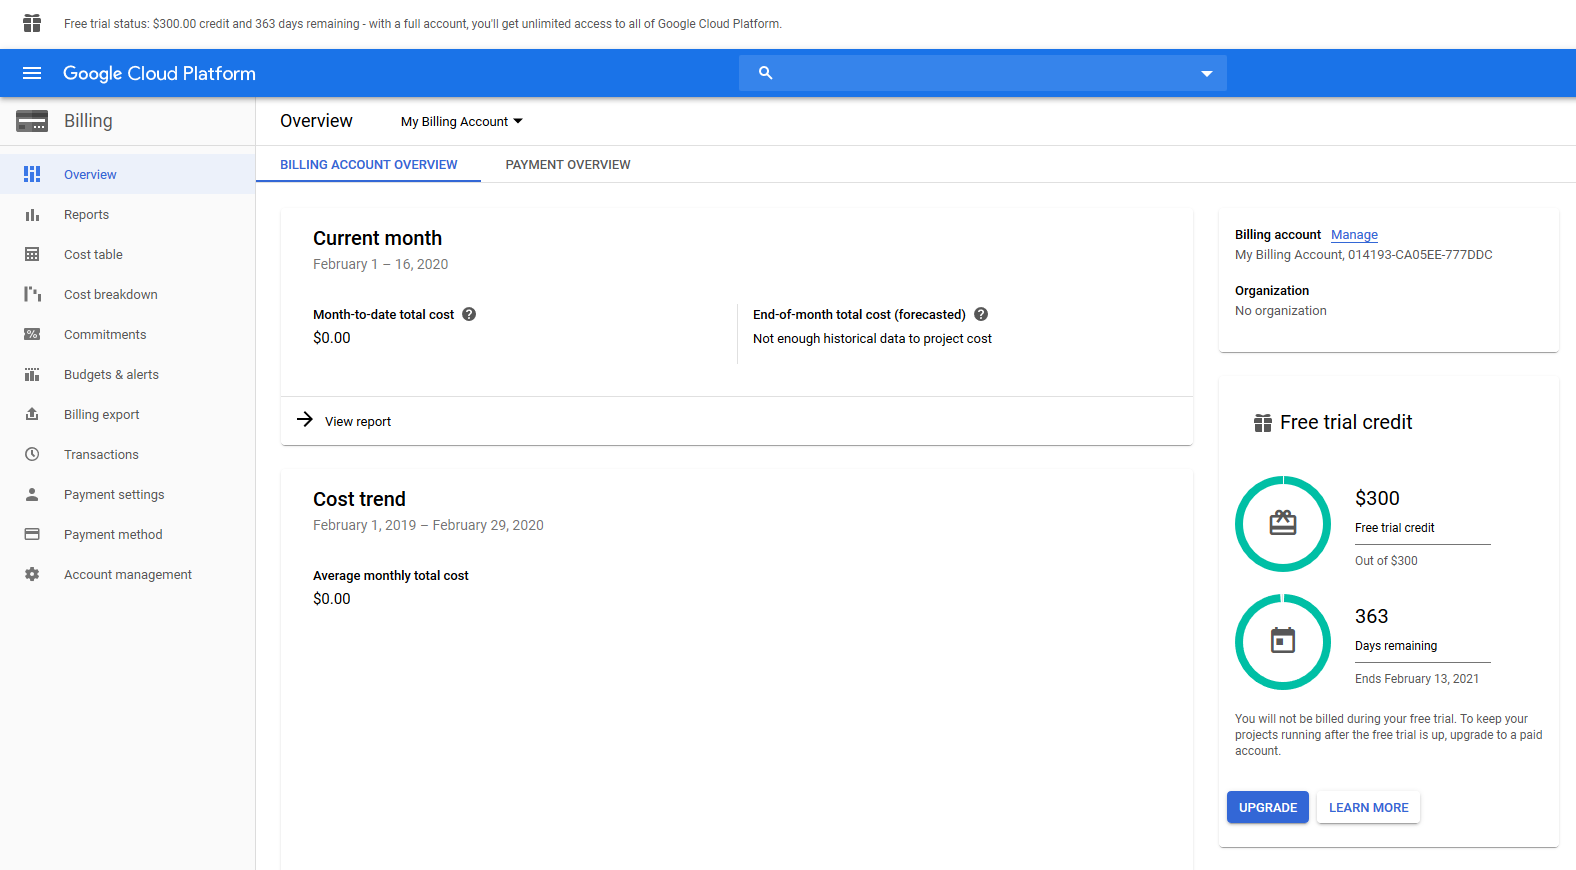 Free trial status: $300.00 credit and 363 days remaining - with a full account, you'll get unlimited access to all of Google Cloud Platform.
Google Cloud Platform
Billing
Overview
My Billing Account
Overview
Reports
Cost table
Cost breakdown
Commitments
Budgets & alerts
Billing export
Transactions
Payment settings
Payment method
Account management
BILLING ACCOUNT OVERVIEW
PAYMENT OVERVIEW
Current month
February 1 – 16, 2020
Month-to-date total cost ?
$0.00
End-of-month total cost (forecasted) ?
Not enough historical data to project cost
View report
Cost trend
February 1, 2019 – February 29, 2020
Average monthly total cost
$0.00
Billing account Manage
My Billing Account, 014193-CA05EE-777DDC
Organization
No organization
Free trial credit
$300
Free trial credit
Out of $300
363
Days remaining
Ends February 13, 2021
You will not be billed during your free trial. To keep your
projects running after the free trial is up, upgrade to a paid
account.
UPGRADE
LEARN MORE